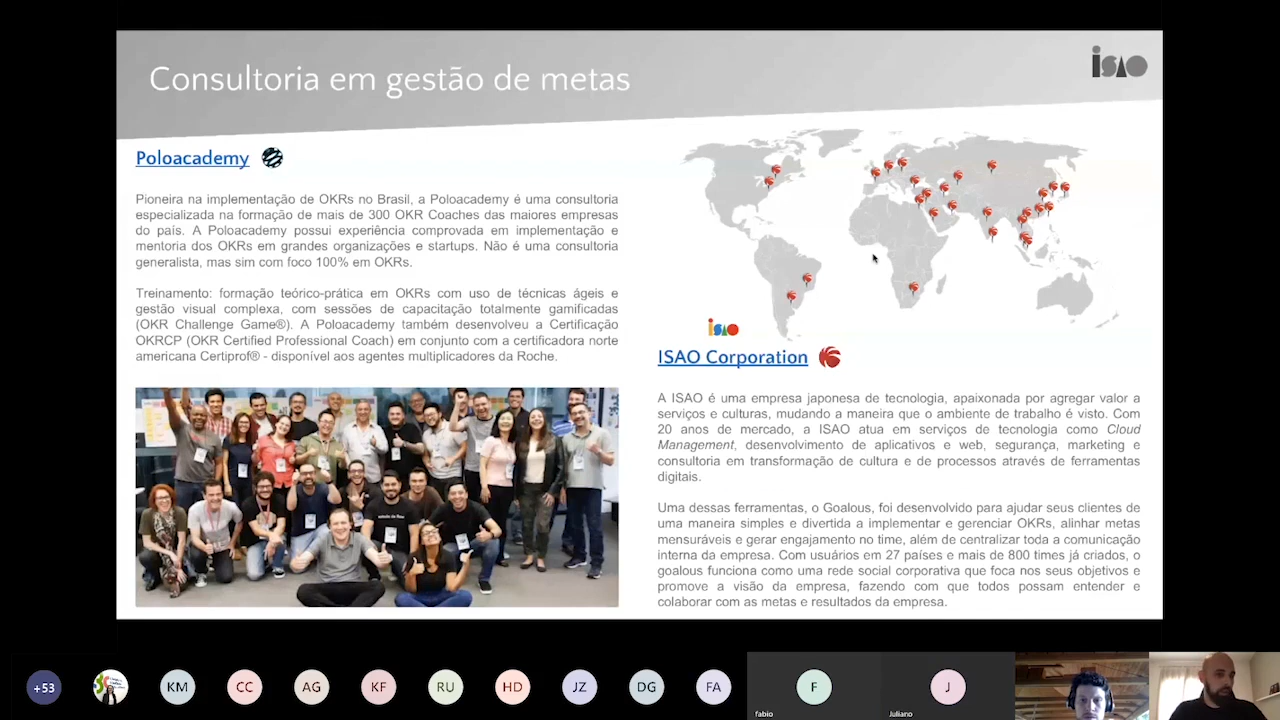 Consultoria em gestão de metas
iSAO
Poloacademy
Pioneira na implementação de OKRs no Brasil, a Poloacademy é uma consultoria
especializada na formação de mais de 300 OKR Coaches das maiores empresas
do país. A Poloacademy possui experiência comprovada em implementação e
mentoria dos OKRs em grandes organizações e startups. Não é uma consultoria
generalista, mas sim com foco 100% em OKRs.
Treinamento: formação teórico-prática em OKRs com uso de técnicas ágeis e
gestão visual complexa, com sessões de capacitação totalmente gamificadas
(OKR Challenge Game®). A Poloacademy também desenvolveu a Certificação
OKRCP (OKR Certified Professional Coach) em conjunto com a certificadora norte
americana Certiprof® - disponível aos agentes multiplicadores da Roche.
iSAO
ISAO Corporation
A ISAO é uma empresa japonesa de tecnologia, apaixonada por agregar valor a
serviços e culturas, mudando a maneira que o ambiente de trabalho é visto. Com
20 anos de mercado, a ISAO atua em serviços de tecnologia como Cloud
Management, desenvolvimento de aplicativos e web, segurança, marketing e
consultoria em transformação de cultura e de processos através de ferramentas
digitais.
Uma dessas ferramentas, o Goalous, foi desenvolvido para ajudar seus clientes de
uma maneira simples e divertida a implementar e gerenciar OKRs, alinhar metas
mensuráveis e gerar engajamento no time, além de centralizar toda a comunicação
interna da empresa. Com usuários em 27 países e mais de 800 times já criados, o
goalous funciona como uma rede social corporativa que foca nos seus objetivos e
promove a visão da empresa, fazendo com que todos possam entender e
colaborar com as metas e resultados da empresa.
+53
KM
CC
AG
KF
RU
HD
JZ
DG
FA
F
J
fabio
Juliano